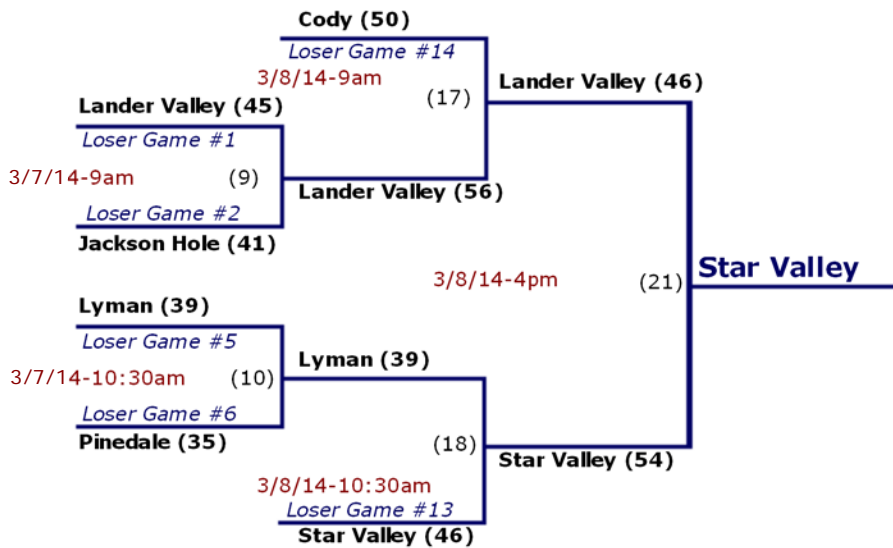 Cody (50)
Loser Game #14
3/8/14-9am
(17)
Lander Valley (46)
Lander Valley (45)
Loser Game #1
3/7/14-9am
(9)
Lander Valley (56)
Loser Game #2
Jackson Hole (41)
3/8/14-4pm
(21)
Star Valley
Lyman (39)
Loser Game #5
3/7/14-10:30am
(10)
Lyman (39)
Loser Game #6
Pinedale (35)
(18)
Star Valley (54)
3/8/14-10:30am
Loser Game #13
Star Valley (46)